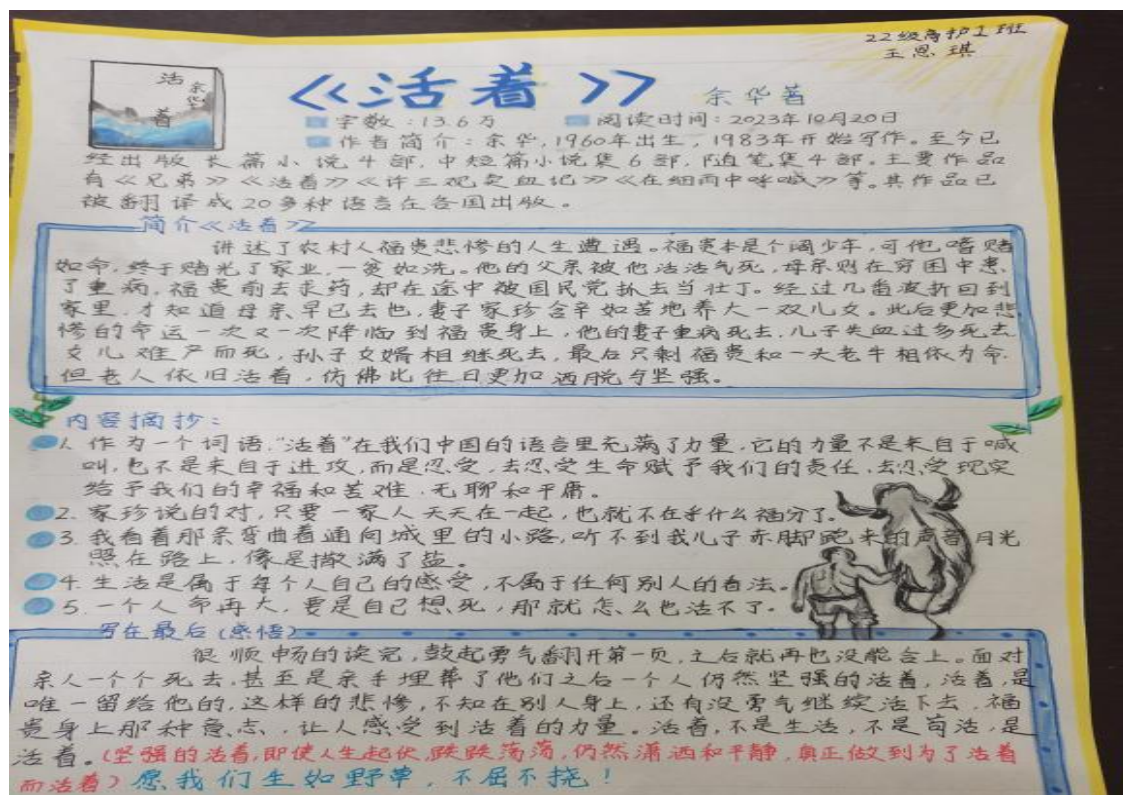 22级高护1班
王恩琪
活着
余华
《活着》 余华著
字数：13.6万 阅读时间：2023年10月20日
作者简介：余华，1960年出生，1983年开始写作。至今已
经出版长篇小说4部，中短篇小说集6部，随笔集4部。主要作品
有《兄弟》《活着》《许三观卖血记》《在细雨中呼喊》等。其作品已
被翻译成20多种语言在各国出版。
简介《活着》
讲述了农村人福贵悲惨的人生遭遇。福贵本是个阔少年，可他嗜赌
如命，终于赌光了家业，一贫如洗。他的父亲被他活活气死，母亲则在穷困中患
了重病，福贵前去求药，却在途中被国民党抓去当壮丁。经过几番波折回到
家里，才知道母亲早已去也，妻子家珍含辛如苦地养大一双儿女。此后更加悲
惨的命运一次又一次降临到福贵身上，他的妻子重病死去，儿子失血过多死去
女儿难产而死，孙子女婿相继死去，最后只剩福贵和一头老牛相依为命.
但老人依旧活着，仿佛比往日更加洒脱与坚强。
内容摘抄：
1. 作为一个词语，"活着"在我们中国的语言里充满了力量，它的力量不是来自于喊
叫，也不是来自于进攻，而是忍受，去忍受生命赋予我们的责任，去忍受现实
给予我们的幸福和苦难、无聊和平庸。
2. 家珍说的对，只要一家人天天在一起，也就不在乎什么福分了。
3. 我看着那条弯曲着通向城里的小路，听不到我儿子赤脚跑来的声音月光
照在路上，像是撒满了盐。
4. 生活是属于每个人自己的感受，不属于任何别人的看法。
5. 一个人命再大，要是自己想死，那就怎么也活不了。
写在最后（感悟）
很顺畅的读完，鼓起勇气翻开第一页，之后就再也没能合上。面对
亲人一个个死去，甚至是亲手埋葬了他们之后一个人仍然坚强的活着，活着，是
唯一留给他的，这样的悲惨，不知在别人身上，还有没勇气继续活下去，福
贵身上那种意志，让人感受到活着的力量。活着，不是生活，不是苟活，是
活着。（坚强的活着，即使人生起伏，跌跌荡荡，仍然潇洒和平静，真正做到为了活着
而活着）愿我们生如野草，不屈不挠！